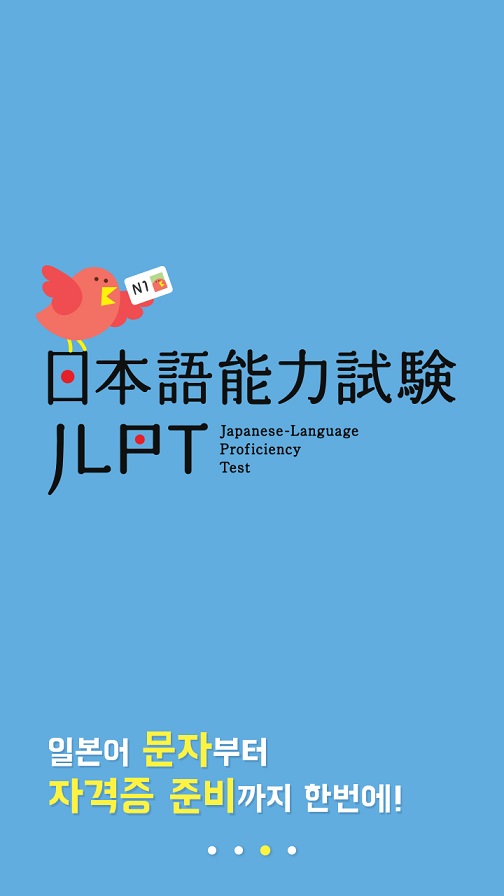 N1
日本語能力試験
JLPT
Japanese-Language
Proficiency
Test
일본어 문자부터
자격증 준비까지 한번에!